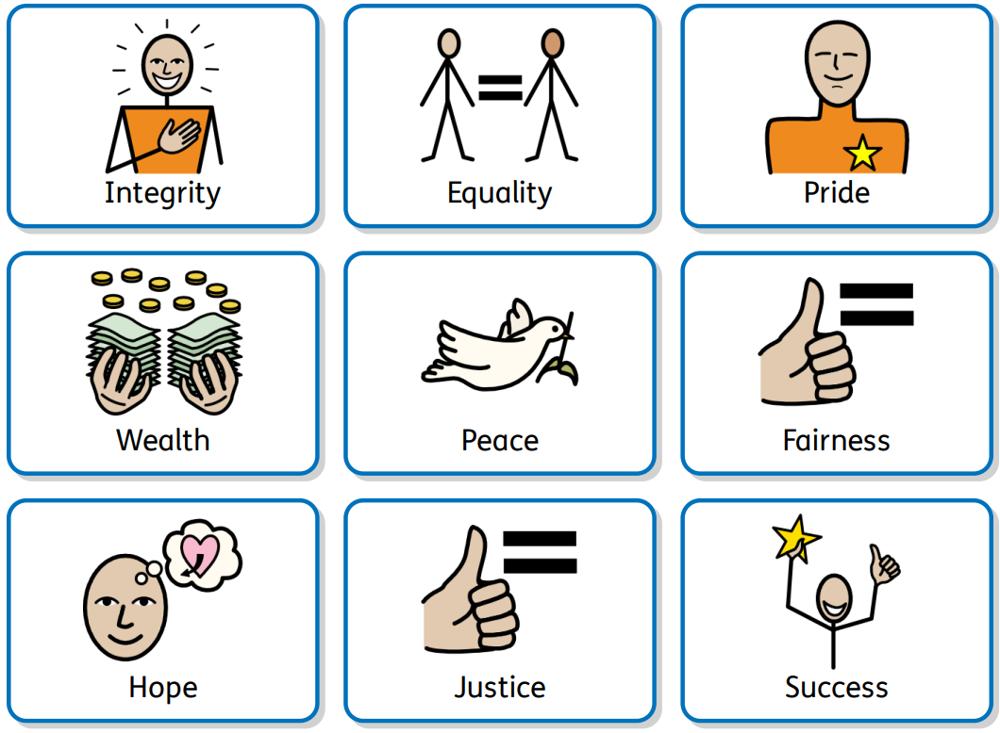 Integrity
Equality
Pride
Wealth
Peace
Fairness
Hope
Justice
Success